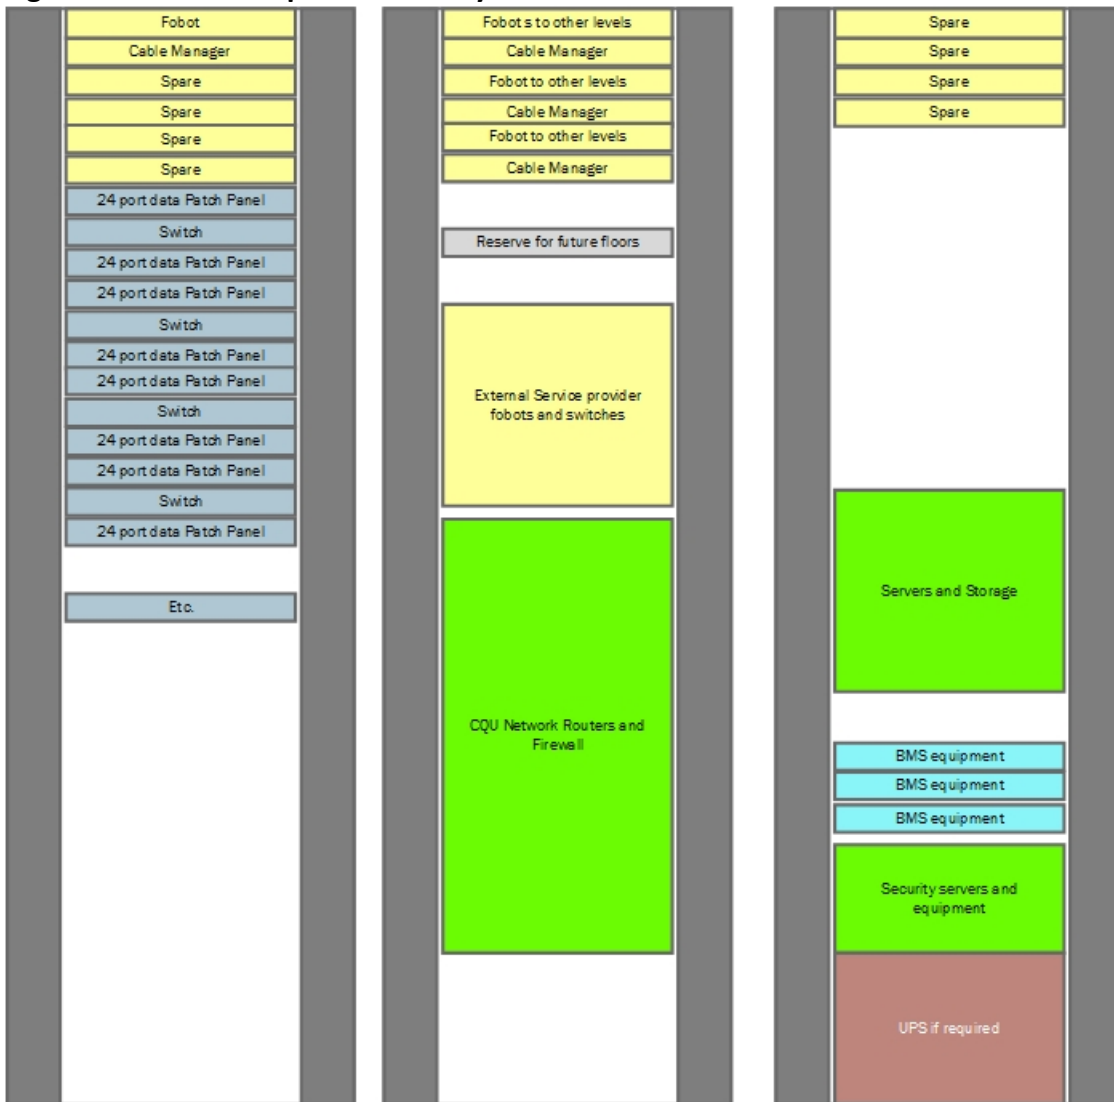 Fobot
Cable Manager
Spare
Spare
Spare
Spare
24 port data Patch Panel
Switch
24 port data Patch Panel
24 port data Patch Panel
Switch
24 port data Patch Panel
24 port data Patch Panel
Switch
24 port data Patch Panel
24 port data Patch Panel
Switch
24 port data Patch Panel
Etc.
Fobots to other levels
Cable Manager
Fobot to other levels
Cable Manager
Fobot to other levels
Cable Manager
Reserve for future floors
External Service provider
fobots and switches
CQU Network Routers and
Firewall
Spare
Spare
Spare
Spare
Servers and Storage
BMS equipment
BMS equipment
BMS equipment
Security servers and
equipment
UPS if required